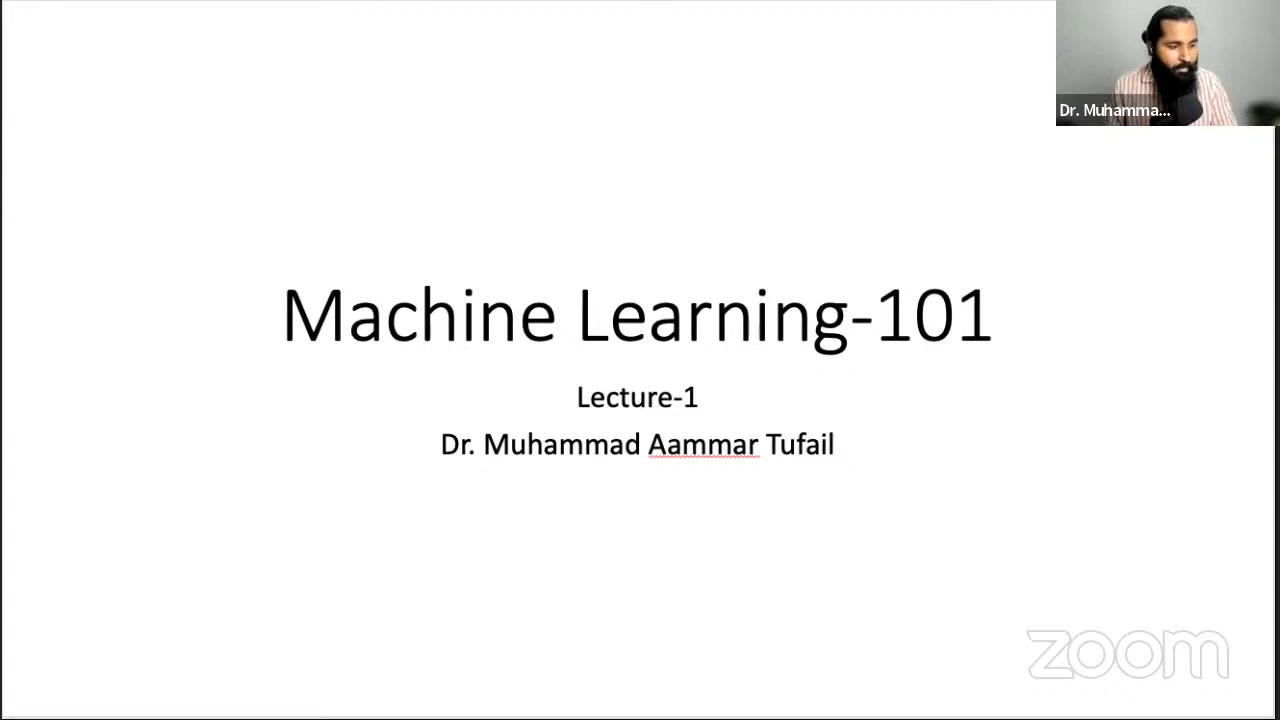 Dr. Muhamma...
Machine Learning-101
Lecture-1
Dr. Muhammad Aammar Tufail
zoom